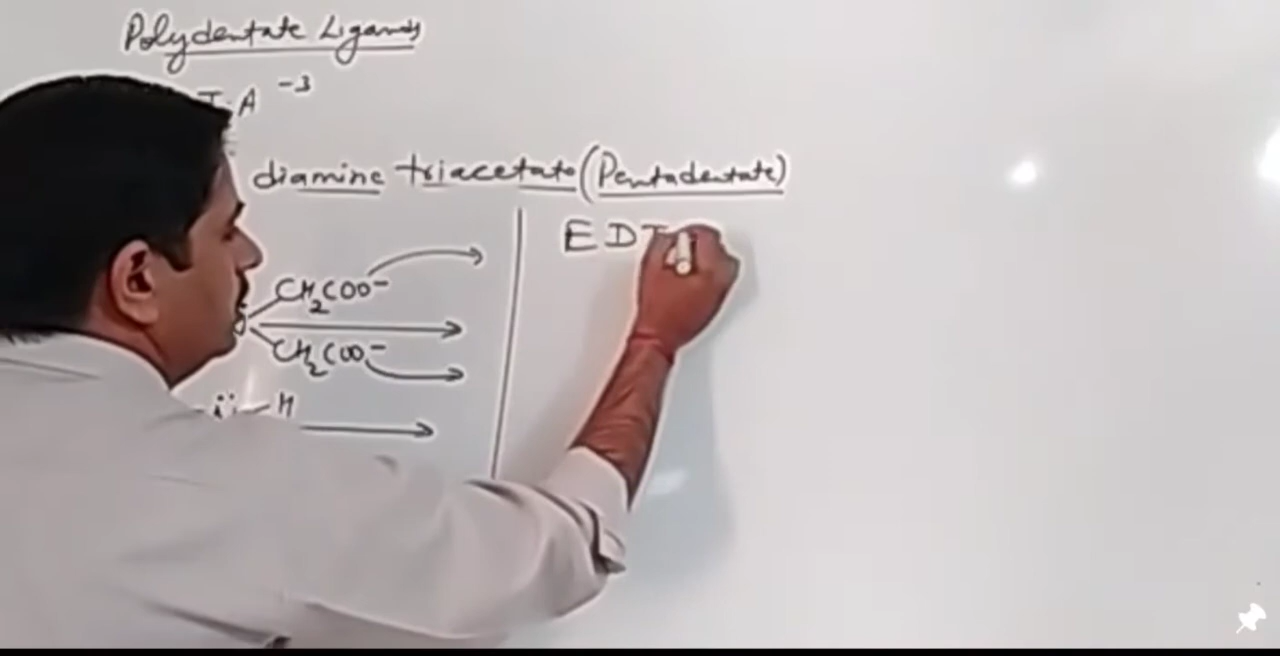 Polydentate Ligands
T.A -3
diamine triacetato (Pentadentate)
EDT
CH2COO-
CH2COO-
H